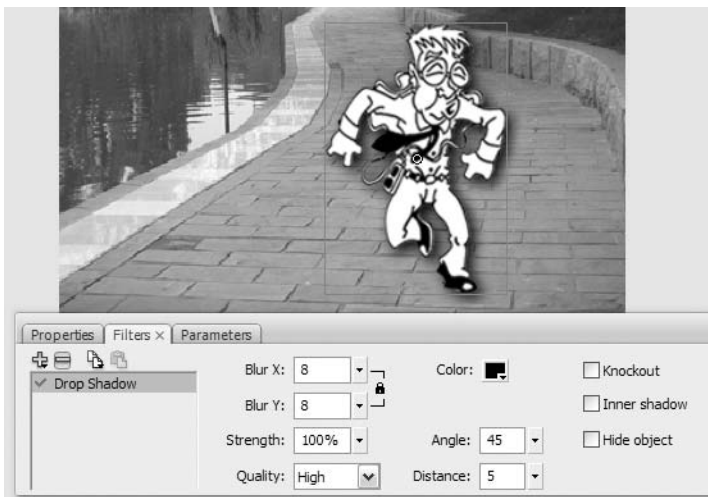 Properties Filters × Parameters
Drop Shadow
Blur X: 8 Color: Knockout
Blur Y: 8 Inner shadow
Strength: 100% Angle: 45 Hide object
Quality: High Distance: 5